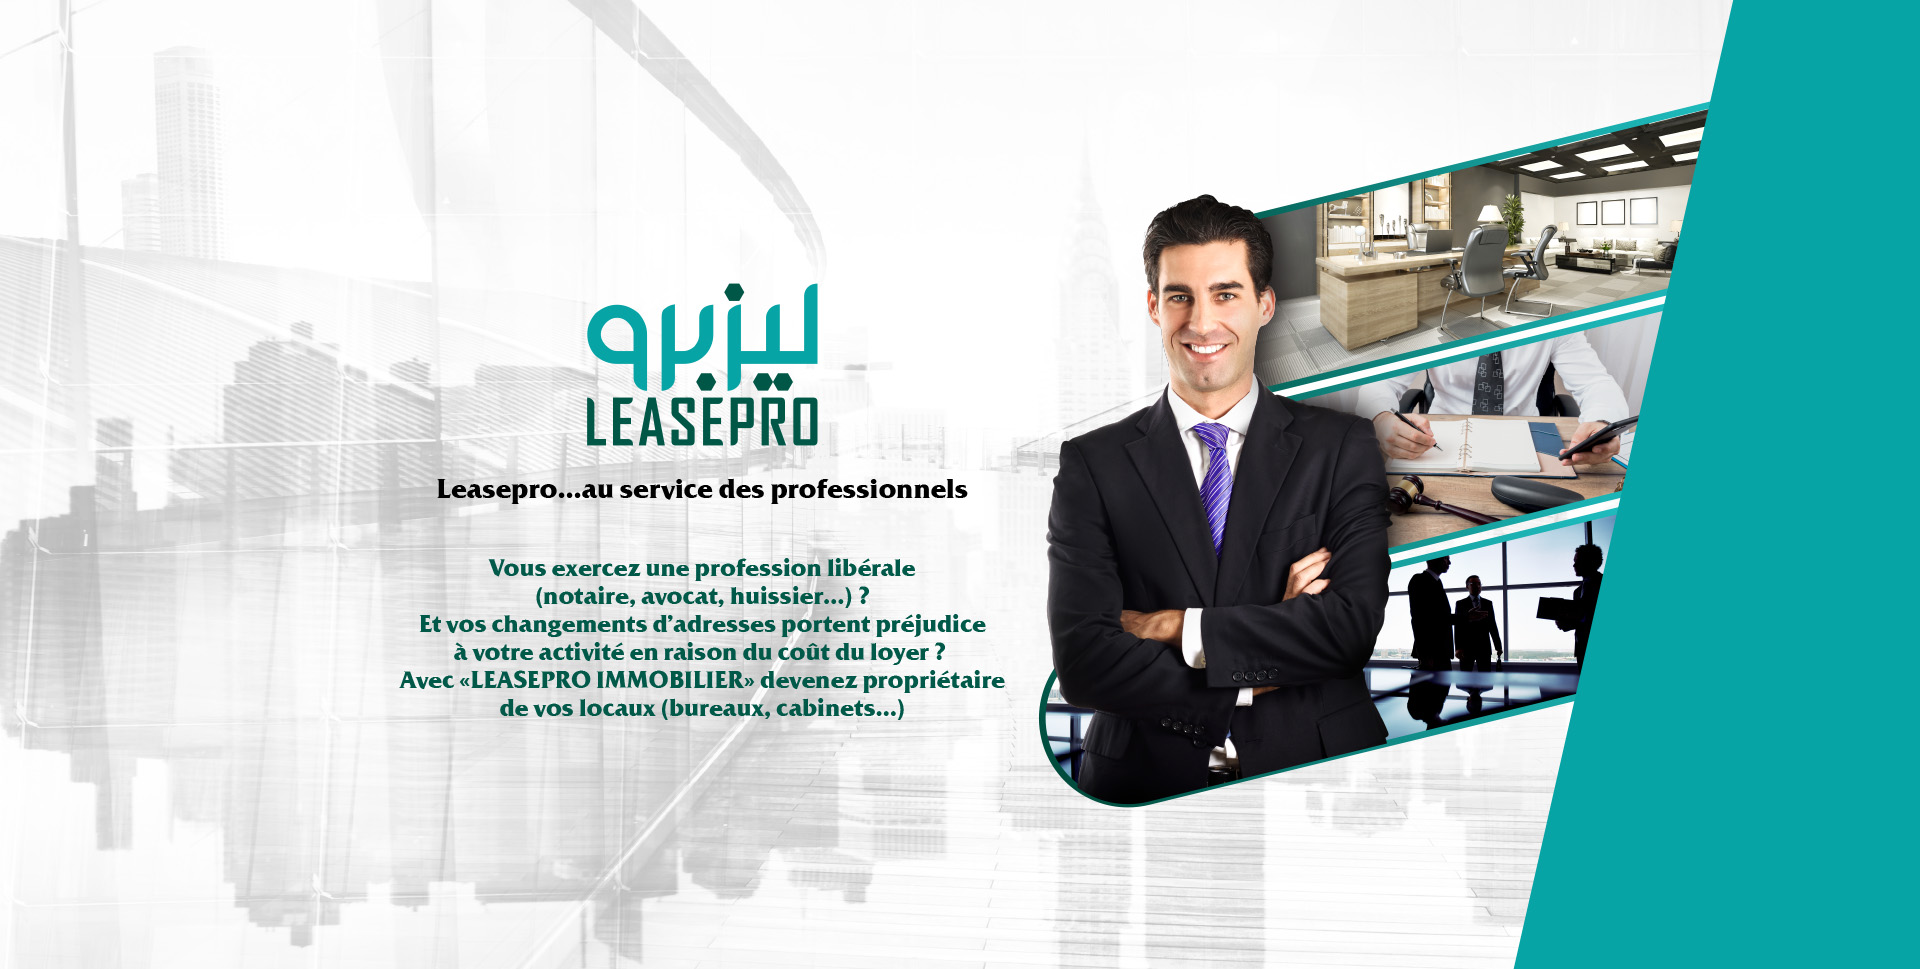 ليزبرو
LEASEPRO
Leasepro...au service des professionnels
Vous exercez une profession libérale
(notaire, avocat, huissier...) ?
Et vos changements d'adresses portent préjudice
à votre activité en raison du coût du loyer ?
Avec «LEASEPRO IMMOBILIER» devenez propriétaire
de vos locaux (bureaux, cabinets...)